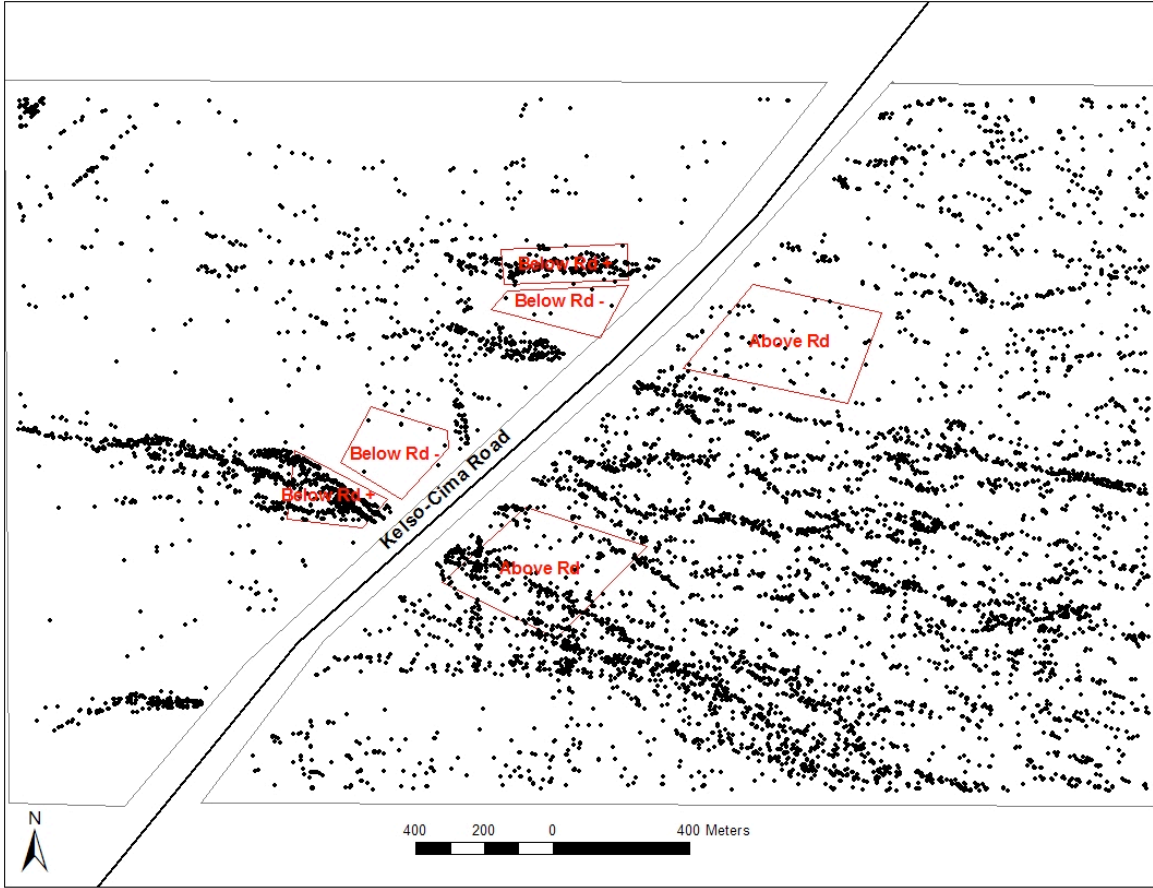 Below Rd +
Below Rd -
Above Rd
Below Rd -
Below Rd +
Kelso-Cima Road
Above Rd
N
400 200 0 400 Meters